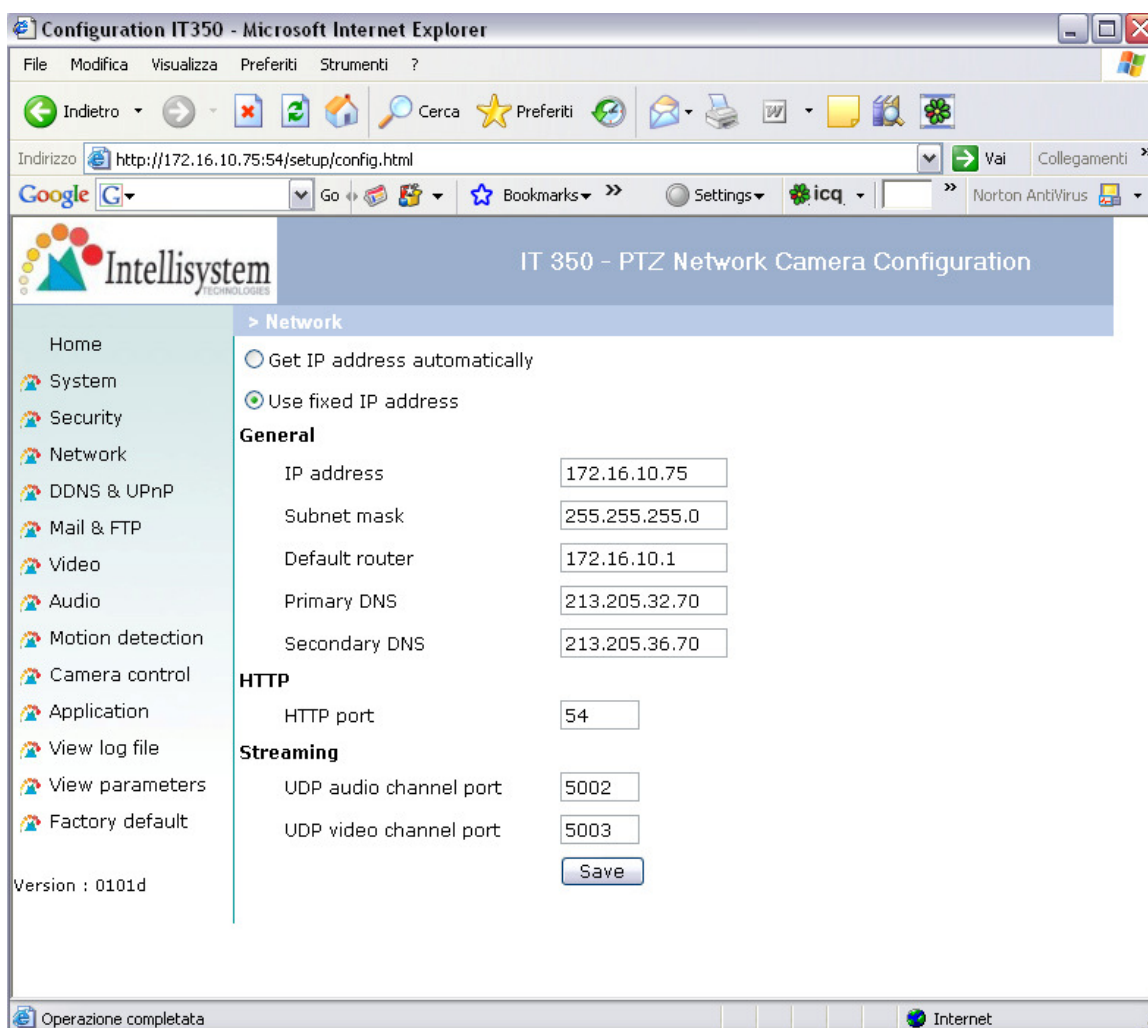 Configuration IT350 - Microsoft Internet Explorer
File Modifica Visualizza Preferiti Strumenti ?
Indietro Cerca Preferiti W
Indirizzo http://172.16.10.75:54/setup/config.html Vai Collegamenti »
Google G Go Bookmarks » Settings icq » Norton AntiVirus
Intellisystem
TECHNOLOGIES
IT 350 - PTZ Network Camera Configuration
> Network
Home
System
Security
Network
DDNS & UPnP
Mail & FTP
Video
Audio
Motion detection
Camera control
Application
View log file
View parameters
Factory default
Version : 0101d
Get IP address automatically
Use fixed IP address
General
IP address 172.16.10.75
Subnet mask 255.255.255.0
Default router 172.16.10.1
Primary DNS 213.205.32.70
Secondary DNS 213.205.36.70
HTTP
HTTP port 54
Streaming
UDP audio channel port 5002
UDP video channel port 5003
Save
Operazione completata Internet